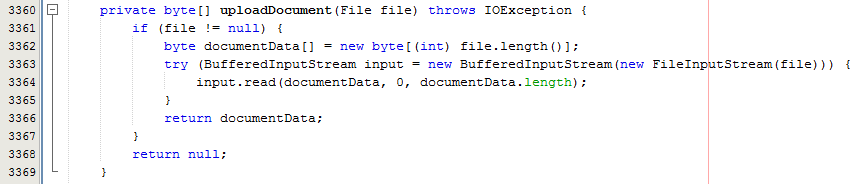 3360 private byte[] uploadDocument(File file) throws IOException {
3361 if (file != null) {
3362 byte documentData[] = new byte[(int) file.length()];
3363 try (BufferedInputStream input = new BufferedInputStream(new FileInputStream(file))) {
3364 input.read(documentData, 0, documentData.length);
3365 }
3366 return documentData;
3367 }
3368 return null;
3369 }